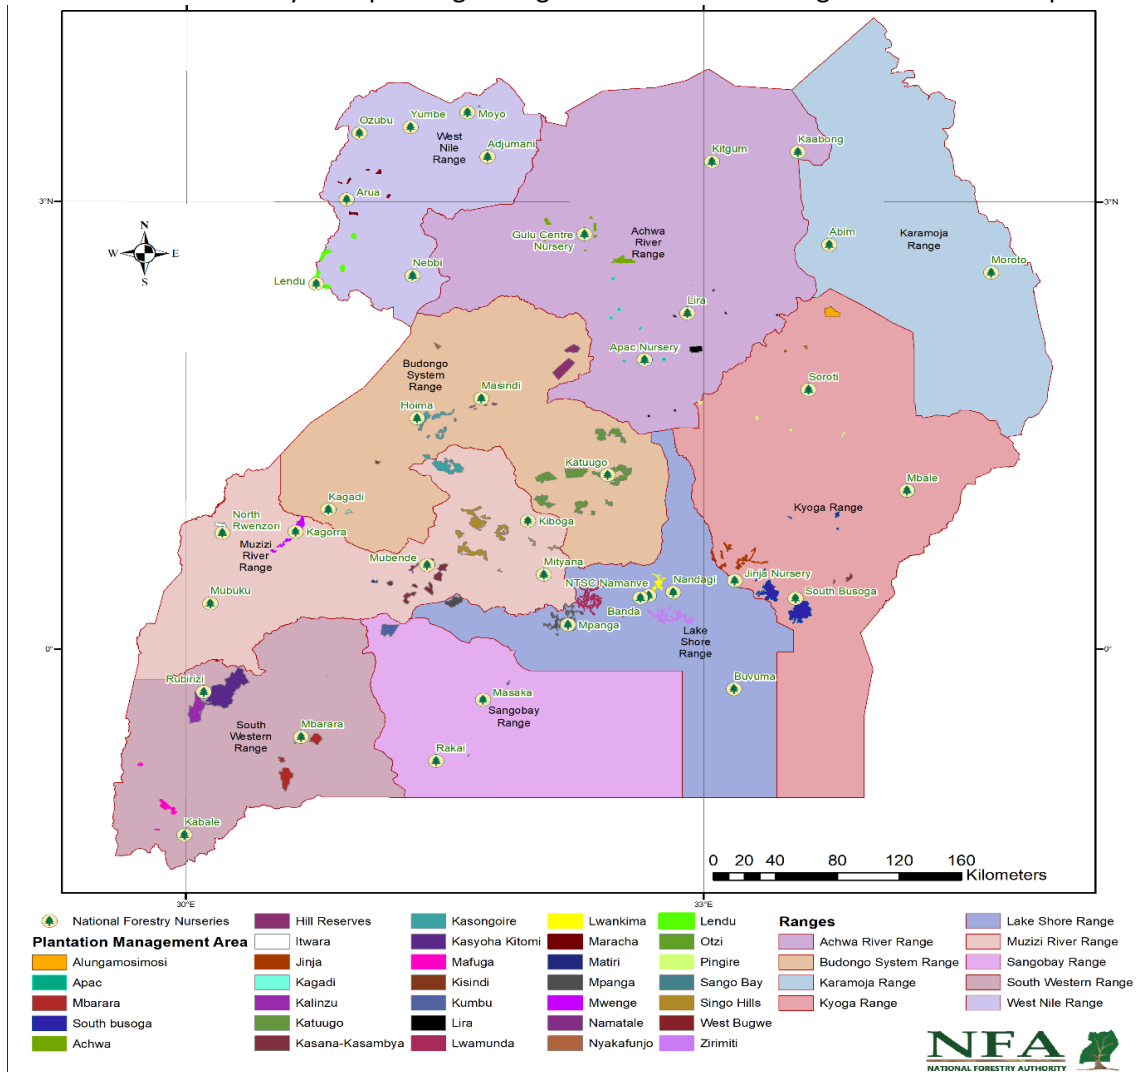 Ozubu
Yumbe
Moyo
West
Nile
Range
Adjumani
Kaabong
Kitgum
Arua
3°N
3°N
N
W
E
S
Gulu Centre
Nursery
Achwa
River
Range
Abim
Karamoja
Range
Moroto
Lendu
Nebbi
Lira
Apac Nursery
Budongo
System
Range
Masindi
Soroti
Hoima
Katuugo
Mbale
Kagadi
North
Rwenzori
Kagorra
Kiboga
Kyoga Range
Muzizi
River
Range
Mubende
Mityana
Mubuku
NTSC Namanve
Nandagi
Jinja Nursery
South Busoga
Banda
Mpanga
Lake
Shore
Range
0°
0°
Rubirizi
Masaka
Sangobay
Range
Buvuma
South
Western
Range
Mbarara
Rakai
Kabale
0 20 40 80 120 160
Kilometers
30°E
33°E
National Forestry Nurseries
Plantation Management Area
Alungamosimosi
Apac
Mbarara
South busoga
Achwa
Hill Reserves
Itwara
Jinja
Kagadi
Kalinzu
Katuugo
Kasana-Kasambya
Kasongoire
Kasyoha Kitomi
Mafuga
Kisindi
Kumbu
Lira
Lwamunda
Lwankima
Maracha
Matiri
Mpanga
Mwenge
Namatale
Nyakafunjo
Lendu
Otzi
Pingire
Sango Bay
Singo Hills
West Bugwe
Zirimiti
Ranges
Achwa River Range
Budongo System Range
Karamoja Range
Kyoga Range
Lake Shore Range
Muzizi River Range
Sangobay Range
South Western Range
West Nile Range
NFA
NATIONAL FORESTRY AUTHORITY